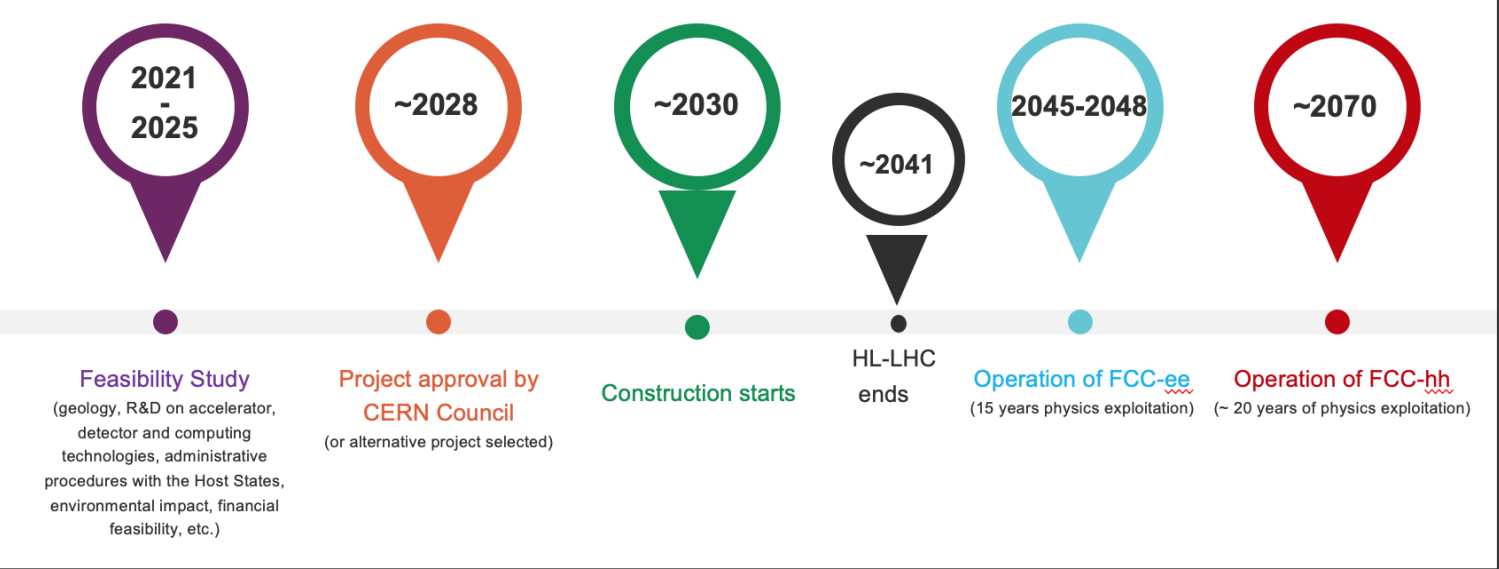 2021
-
2025
~2028
~2030
~2041
2045-2048
~2070
Feasibility Study
(geology, R&D on accelerator,
detector and computing
technologies, administrative
procedures with the Host States,
environmental impact, financial
feasibility, etc.)
Project approval by
CERN Council
(or alternative project selected)
Construction starts
HL-LHC
ends
Operation of FCC-ee
(15 years physics exploitation)
Operation of FCC-hh
(~ 20 years of physics exploitation)